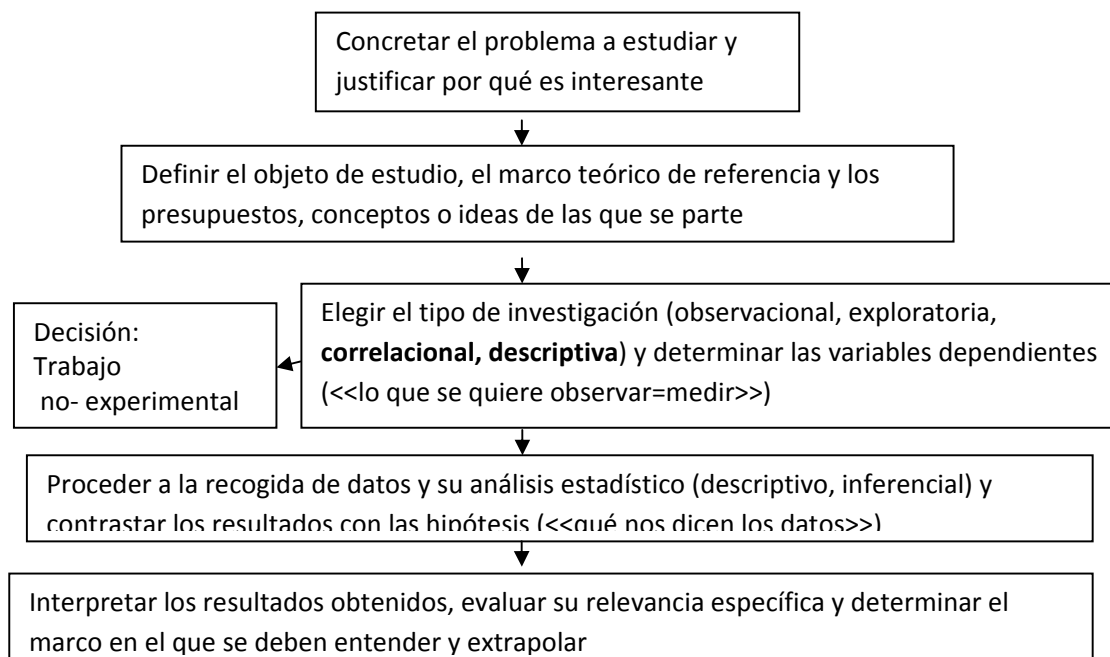 Concretar el problema a estudiar y
justificar por qué es interesante
Definir el objeto de estudio, el marco teórico de referencia y los
presupuestos, conceptos o ideas de las que se parte
Elegir el tipo de investigación (observacional, exploratoria,
correlacional, descriptiva) y determinar las variables dependientes
(<<lo que se quiere observar=medir>>)
Decisión:
Trabajo
no- experimental
Proceder a la recogida de datos y su análisis estadístico (descriptivo, inferencial) y
contrastar los resultados con las hipótesis (<<qué nos dicen los datos>>)
Interpretar los resultados obtenidos, evaluar su relevancia específica y determinar el
marco en el que se deben entender y extrapolar